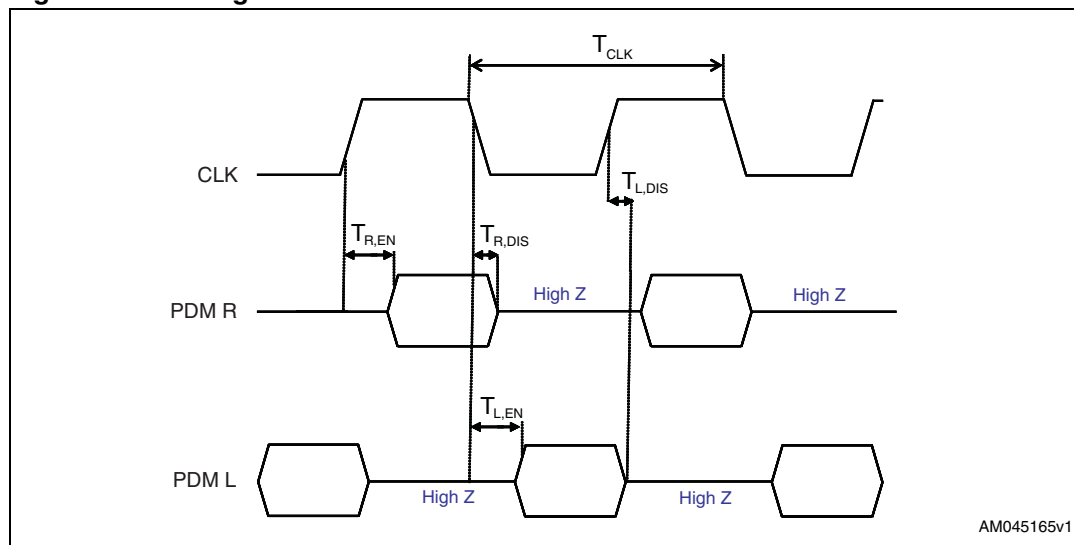 T_CLK
CLK
T_L,DIS
T_R,EN
T_R,DIS
High Z
High Z
PDM R
T_L,EN
PDM L
High Z
High Z
AM045165v1